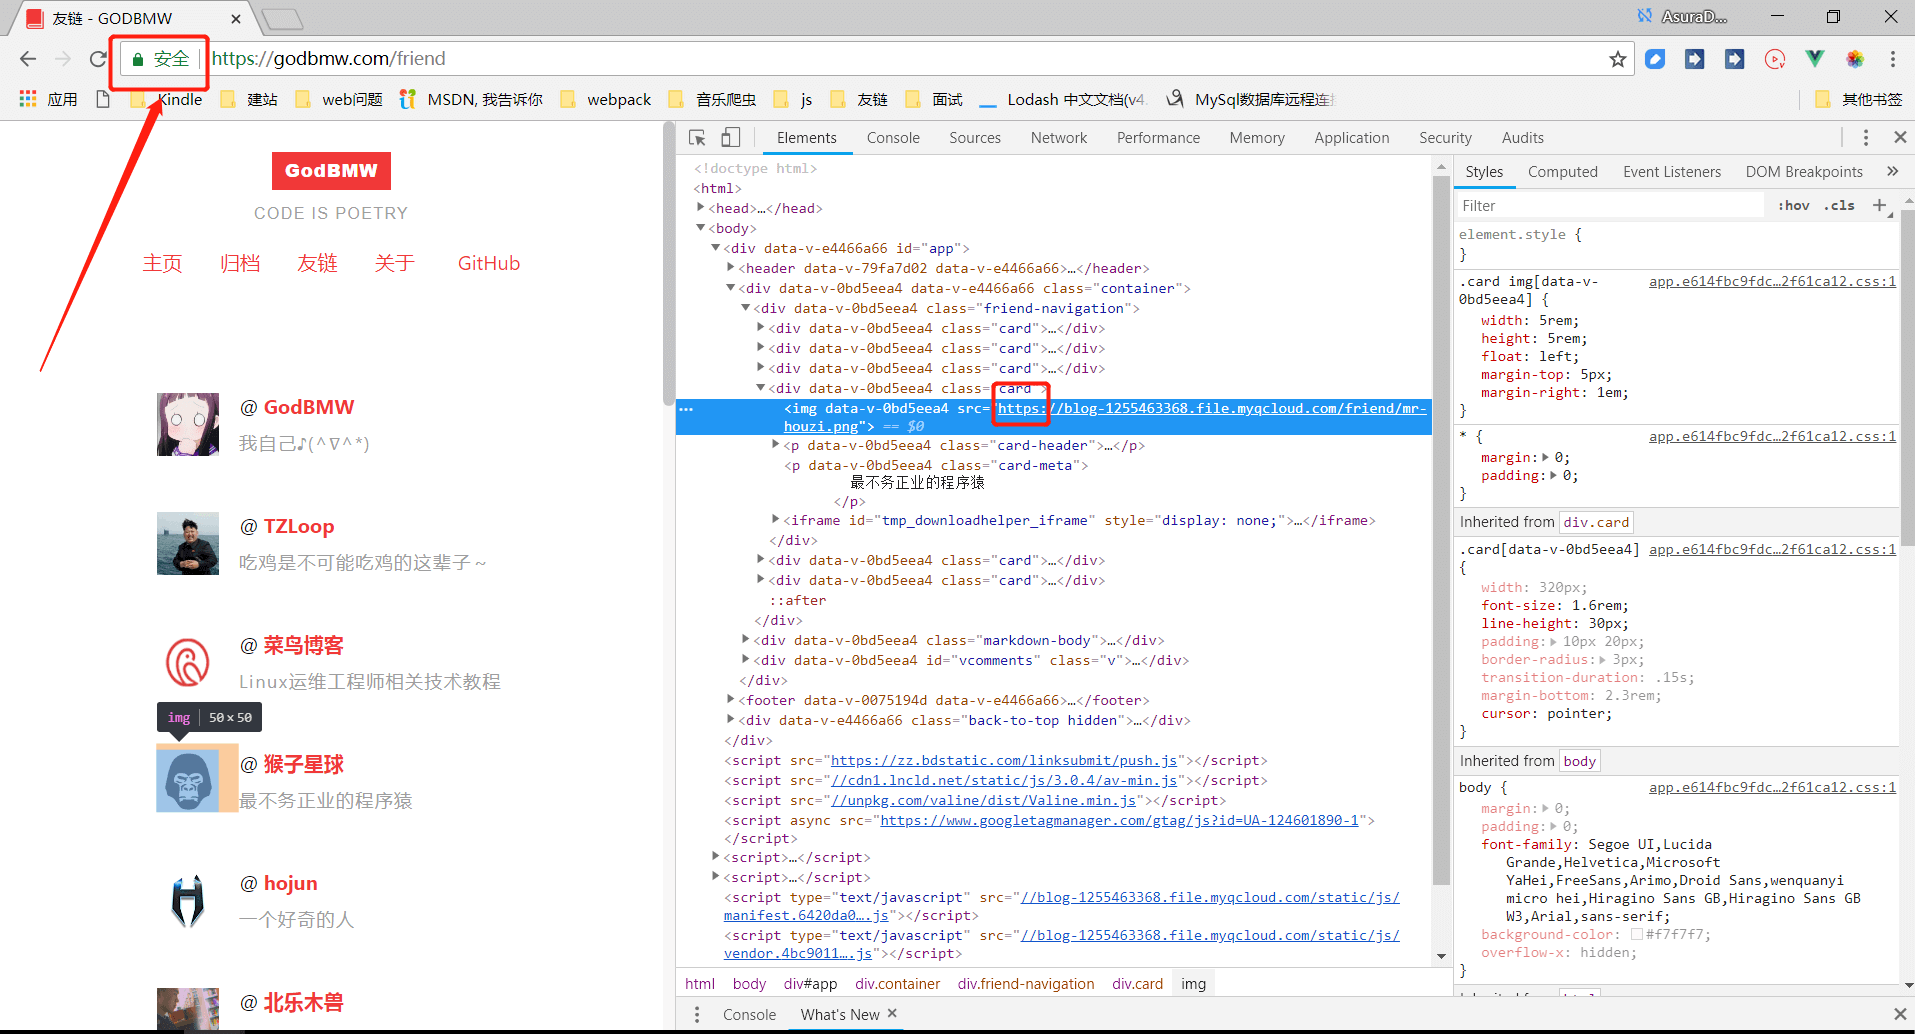 友链 - GODBMW
AsuraD...
安全 https://godbmw.com/friend
应用 Kindle 建站 web问题 MSDN, 我告诉你 webpack 音乐爬虫 js 友链 面试 Lodash 中文文档(v4. MySql数据库远程连接 其他书签
GodBMW
CODE IS POETRY
主页 归档 友链 关于 GitHub
@ GodBMW
我自己♪(^∇^*)
@ TZLoop
吃鸡是不可能吃鸡的这辈子～
@ 菜鸟博客
Linux运维工程师相关技术教程
img 50×50
@ 猴子星球
最不务正业的程序猿
@ hojun
一个好奇的人
@ 北乐木兽
Elements Console Sources Network Performance Memory Application Security Audits
<!doctype html>
<html>
<head>…</head>
<body>
<div data-v-e4466a66 id="app">
<header data-v-79fa7d02 data-v-e4466a66>…</header>
<div data-v-0bd5eea4 data-v-e4466a66 class="container">
<div data-v-0bd5eea4 class="friend-navigation">
<div data-v-0bd5eea4 class="card">…</div>
<div data-v-0bd5eea4 class="card">…</div>
<div data-v-0bd5eea4 class="card">…</div>
<div data-v-0bd5eea4 class="card">
<img data-v-0bd5eea4 src="https://blog-1255463368.file.myqcloud.com/friend/mr-
houzi.png"> == $0
<p data-v-0bd5eea4 class="card-header">…</p>
<p data-v-0bd5eea4 class="card-meta">
最不务正业的程序猿
</p>
<iframe id="tmp_downloadhelper_iframe" style="display: none;">…</iframe>
</div>
<div data-v-0bd5eea4 class="card">…</div>
<div data-v-0bd5eea4 class="card">…</div>
::after
</div>
<div data-v-0bd5eea4 class="markdown-body">…</div>
<div data-v-0bd5eea4 id="vcomments" class="v">…</div>
</div>
<footer data-v-0075194d data-v-e4466a66>…</footer>
<div data-v-e4466a66 class="back-to-top hidden">…</div>
</div>
<script src="https://zz.bdstatic.com/linksubmit/push.js"></script>
<script src="//cdn1.lncld.net/static/js/3.0.4/av-min.js"></script>
<script src="//unpkg.com/valine/dist/Valine.min.js"></script>
<script async src="https://www.googletagmanager.com/gtag/js?id=UA-124601890-1">
</script>
<script>…</script>
<script>…</script>
<script type="text/javascript" src="//blog-1255463368.file.myqcloud.com/static/js/
manifest.6420da0….js"></script>
<script type="text/javascript" src="//blog-1255463368.file.myqcloud.com/static/js/
vendor.4bc9011….js"></script>
html body div#app div.container div.friend-navigation div.card img
Console What's New
Styles Computed Event Listeners DOM Breakpoints
Filter :hov .cls +
element.style {
}
.card img[data-v- app.e614fbc9fdc…2f61ca12.css:1
0bd5eea4] {
width: 5rem;
height: 5rem;
float: left;
margin-top: 5px;
margin-right: 1em;
}
* { app.e614fbc9fdc…2f61ca12.css:1
margin: 0;
padding: 0;
}
Inherited from div.card
.card[data-v-0bd5eea4] app.e614fbc9fdc…2f61ca12.css:1
{
width: 320px;
font-size: 1.6rem;
line-height: 30px;
padding: 10px 20px;
border-radius: 3px;
transition-duration: .15s;
margin-bottom: 2.3rem;
cursor: pointer;
}
Inherited from body
body { app.e614fbc9fdc…2f61ca12.css:1
margin: 0;
padding: 0;
font-family: Segoe UI,Lucida
Grande,Helvetica,Microsoft
YaHei,FreeSans,Arimo,Droid Sans,wenquanyi
micro hei,Hiragino Sans GB,Hiragino Sans GB
W3,Arial,sans-serif;
background-color: #f7f7f7;
overflow-x: hidden;
}